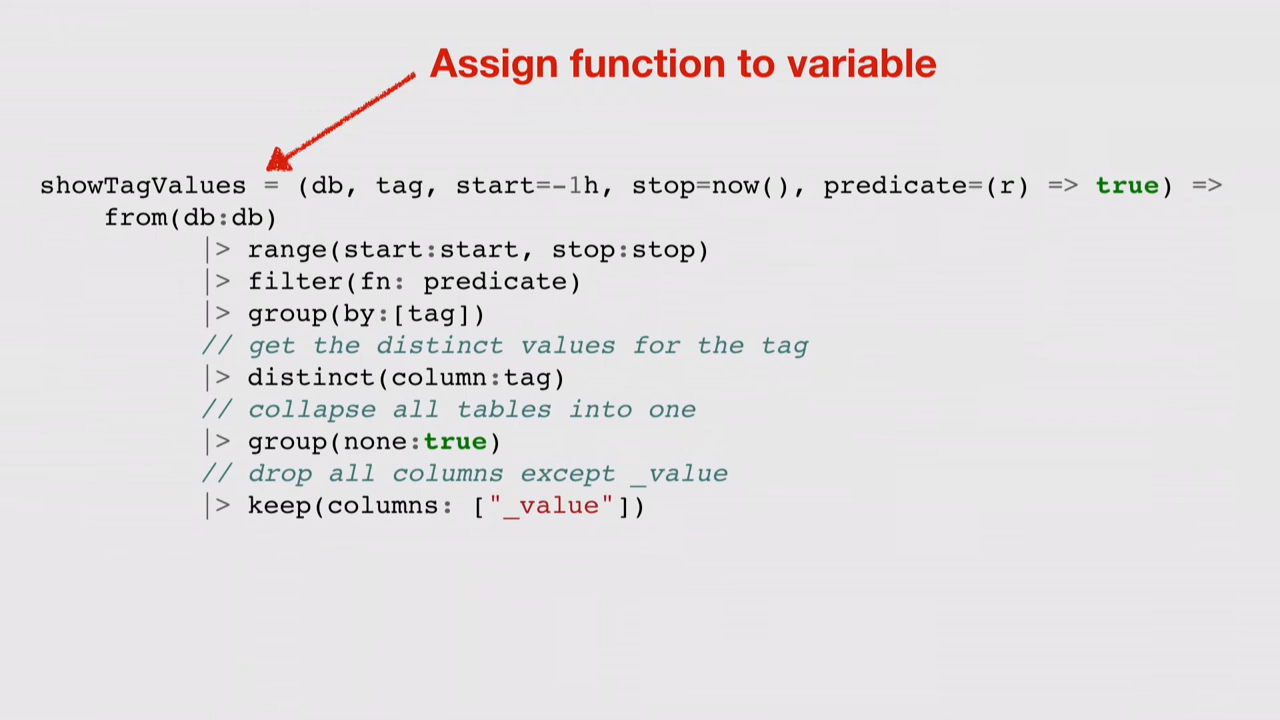 Assign function to variable
showTagValues = (db, tag, start=-1h, stop=now(), predicate=(r) => true) =>
from(db:db)
|> range(start:start, stop:stop)
|> filter(fn: predicate)
|> group(by:[tag])
// get the distinct values for the tag
|> distinct(column:tag)
// collapse all tables into one
|> group(none:true)
// drop all columns except _value
|> keep(columns: ["_value"])